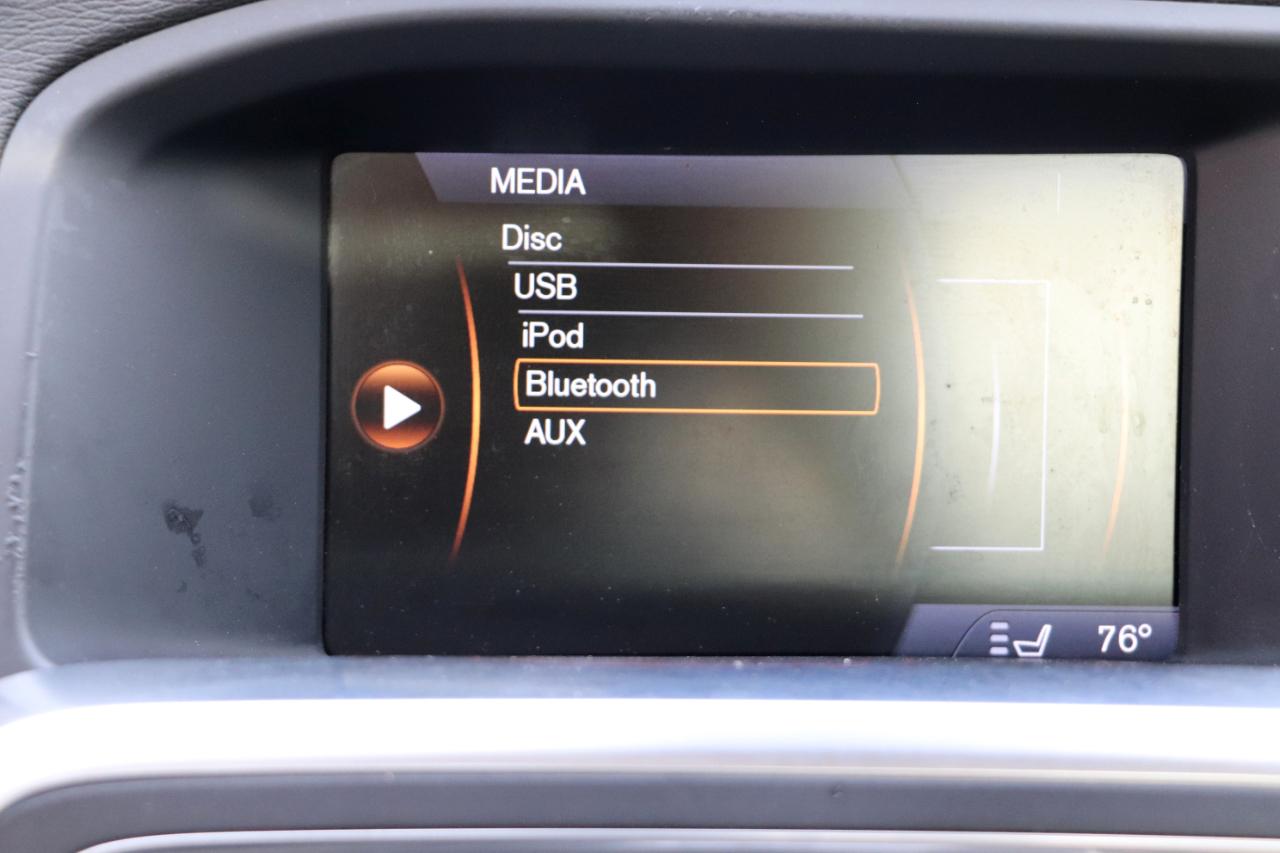 MEDIA
Disc
USB
iPod
Bluetooth
AUX
76°